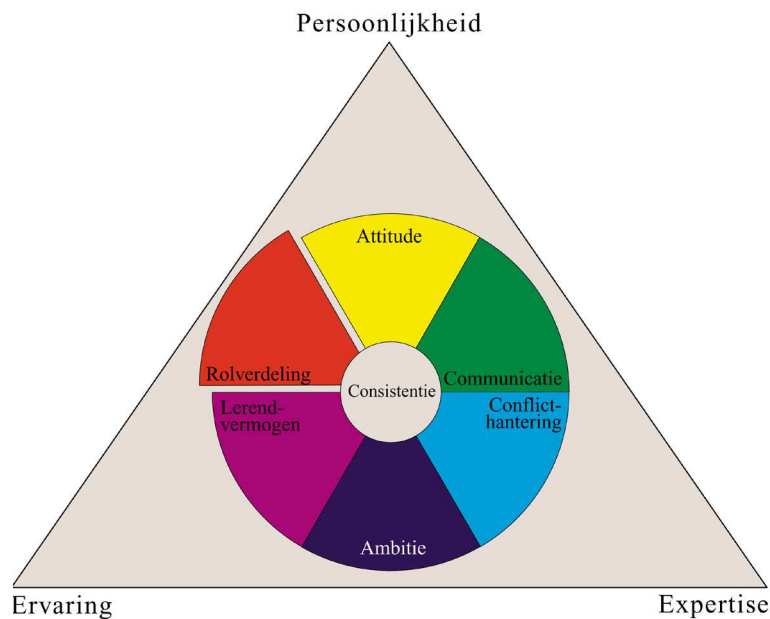 Persoonlijkheid
Attitude
Rolverdeling
Communicatie
Consistentie
Lerend-
vermogen
Conflict-
hantering
Ambitie
Ervaring
Expertise